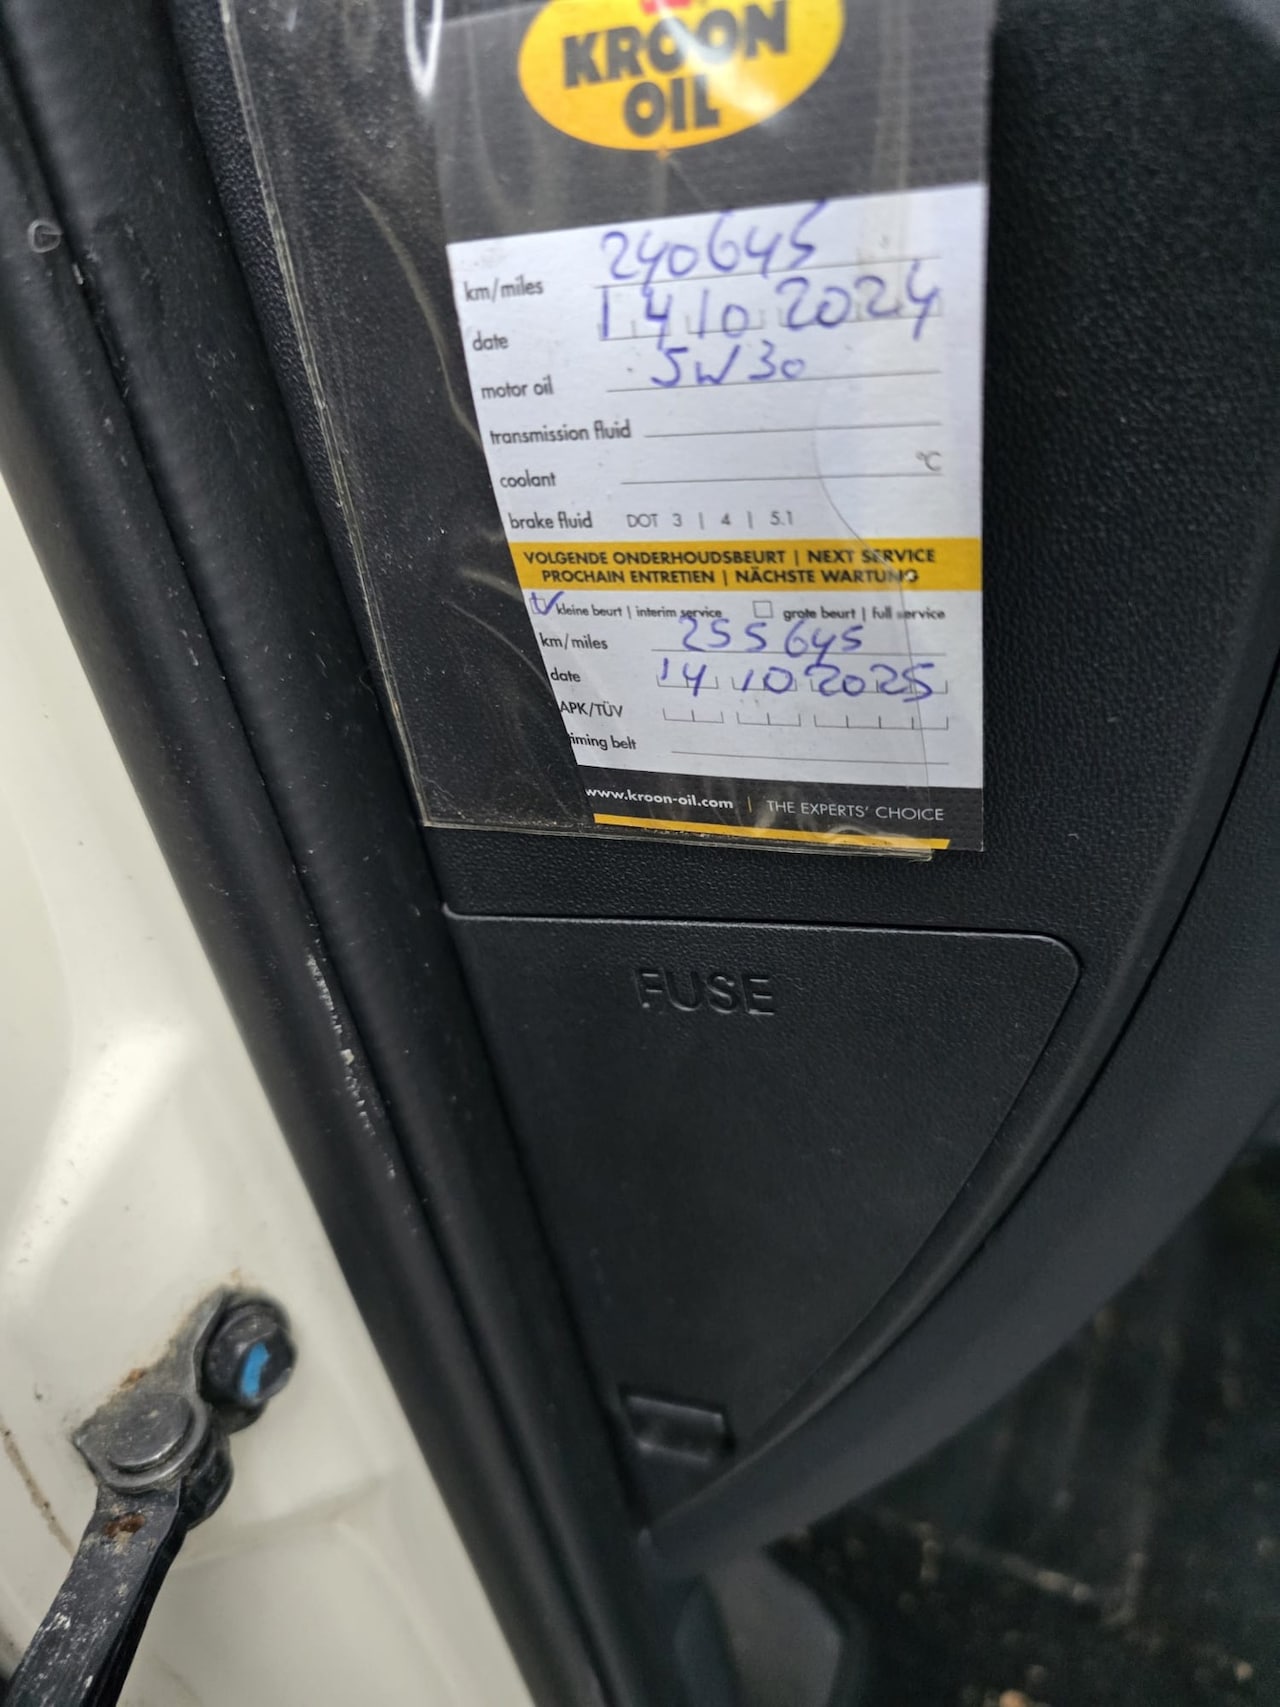 KROON
OIL
km/miles 240645
date 14 10 2024
motor oil 5W30
transmission fluid
coantant °C
brake fluid DOT 3 | 4 | 5.1
VOLGENDE ONDERHOUDSBEURT | NEXT SERVICE
PROCHAIN ENTRETIEN | NÄCHSTE WARTUNG
kleine beurt | interim service grote beurt | full service
km/miles 255645
date 14 10 2025
APK/TÜV
iming belt
www.kroon-oil.com | THE EXPERTS' CHOICE
FUSE